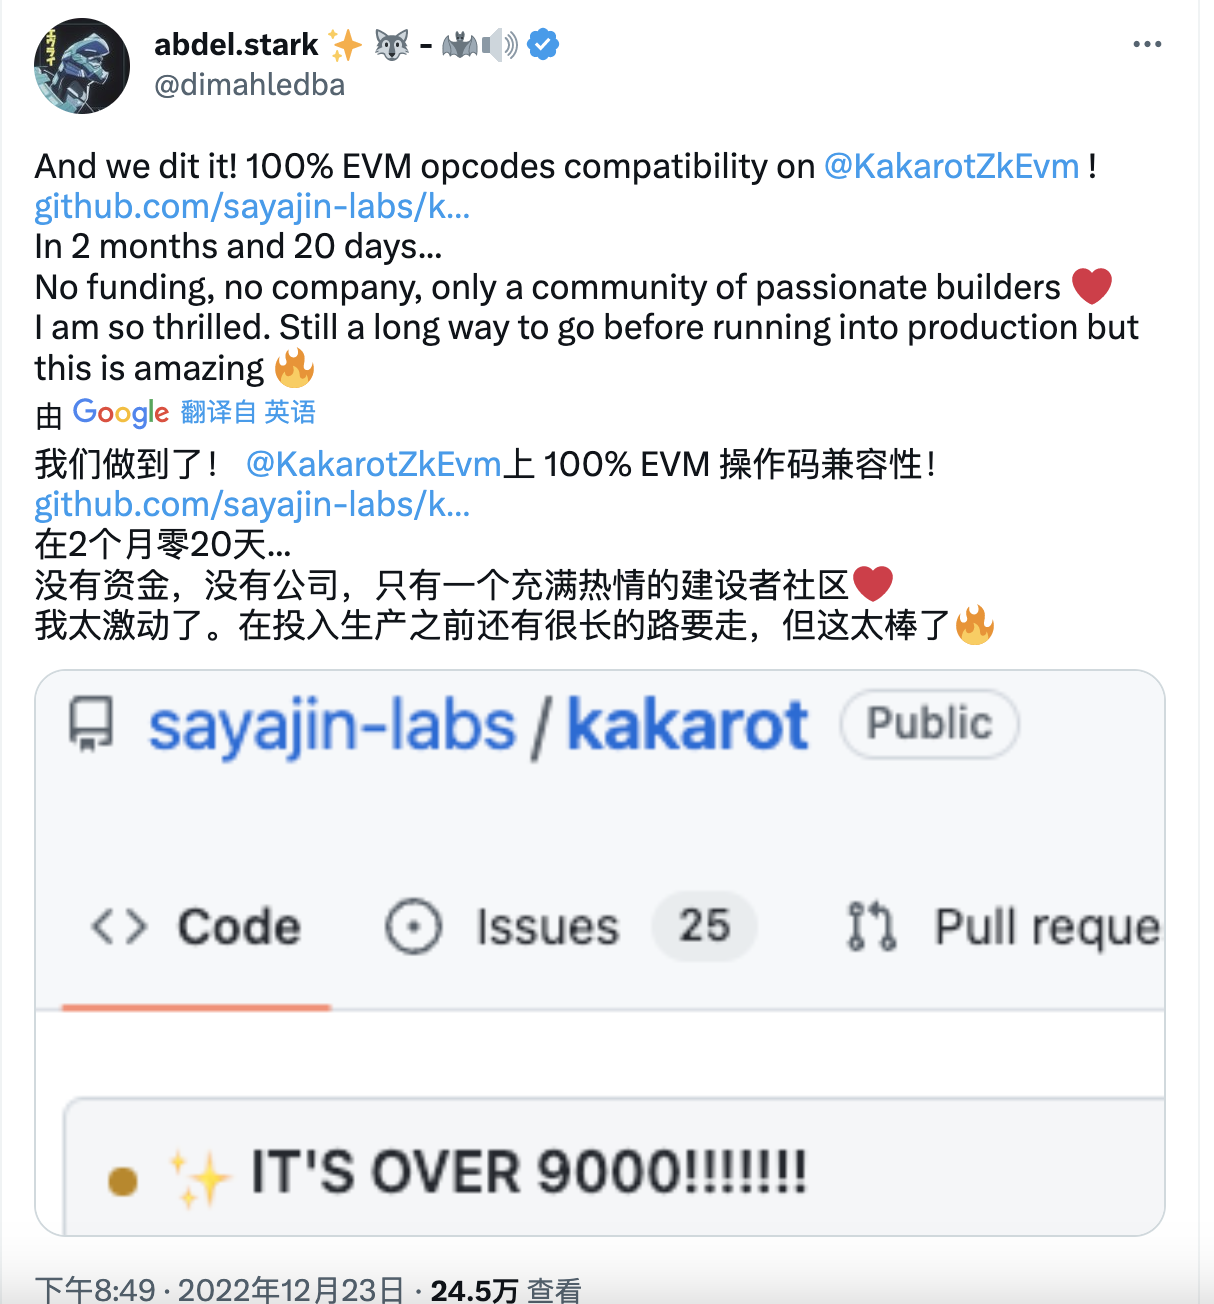 abdel.stark✨ 🐺 - 🦇🔊
@dimahledba
And we dit it! 100% EVM opcodes compatibility on @KakarotZkEvm !
github.com/sayajin-labs/k...
In 2 months and 20 days...
No funding, no company, only a community of passionate builders ❤️
I am so thrilled. Still a long way to go before running into production but
this is amazing 🔥
由 Google 翻译自 英语
我们做到了！ @KakarotZkEvm上 100% EVM 操作码兼容性！
github.com/sayajin-labs/k...
在2个月零20天...
没有资金，没有公司，只有一个充满热情的建设者社区❤️
我太激动了。在投入生产之前还有很长的路要走，但这太棒了🔥
sayajin-labs / kakarot Public
<> Code Issues 25 Pull reque
✨ IT'S OVER 9000!!!!!!!
下午8:49 · 2022年12月23日 · 24.5万 查看